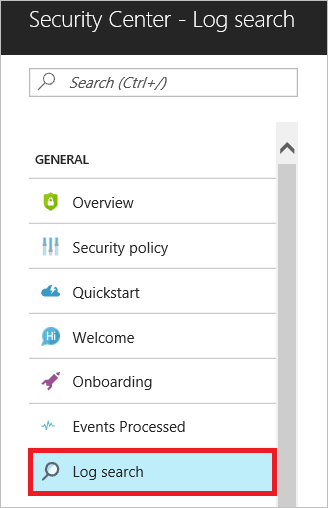 Security Center - Log search
Search (Ctrl+/)
GENERAL
Overview
Security policy
Quickstart
Hi
Welcome
Onboarding
Events Processed
Log search